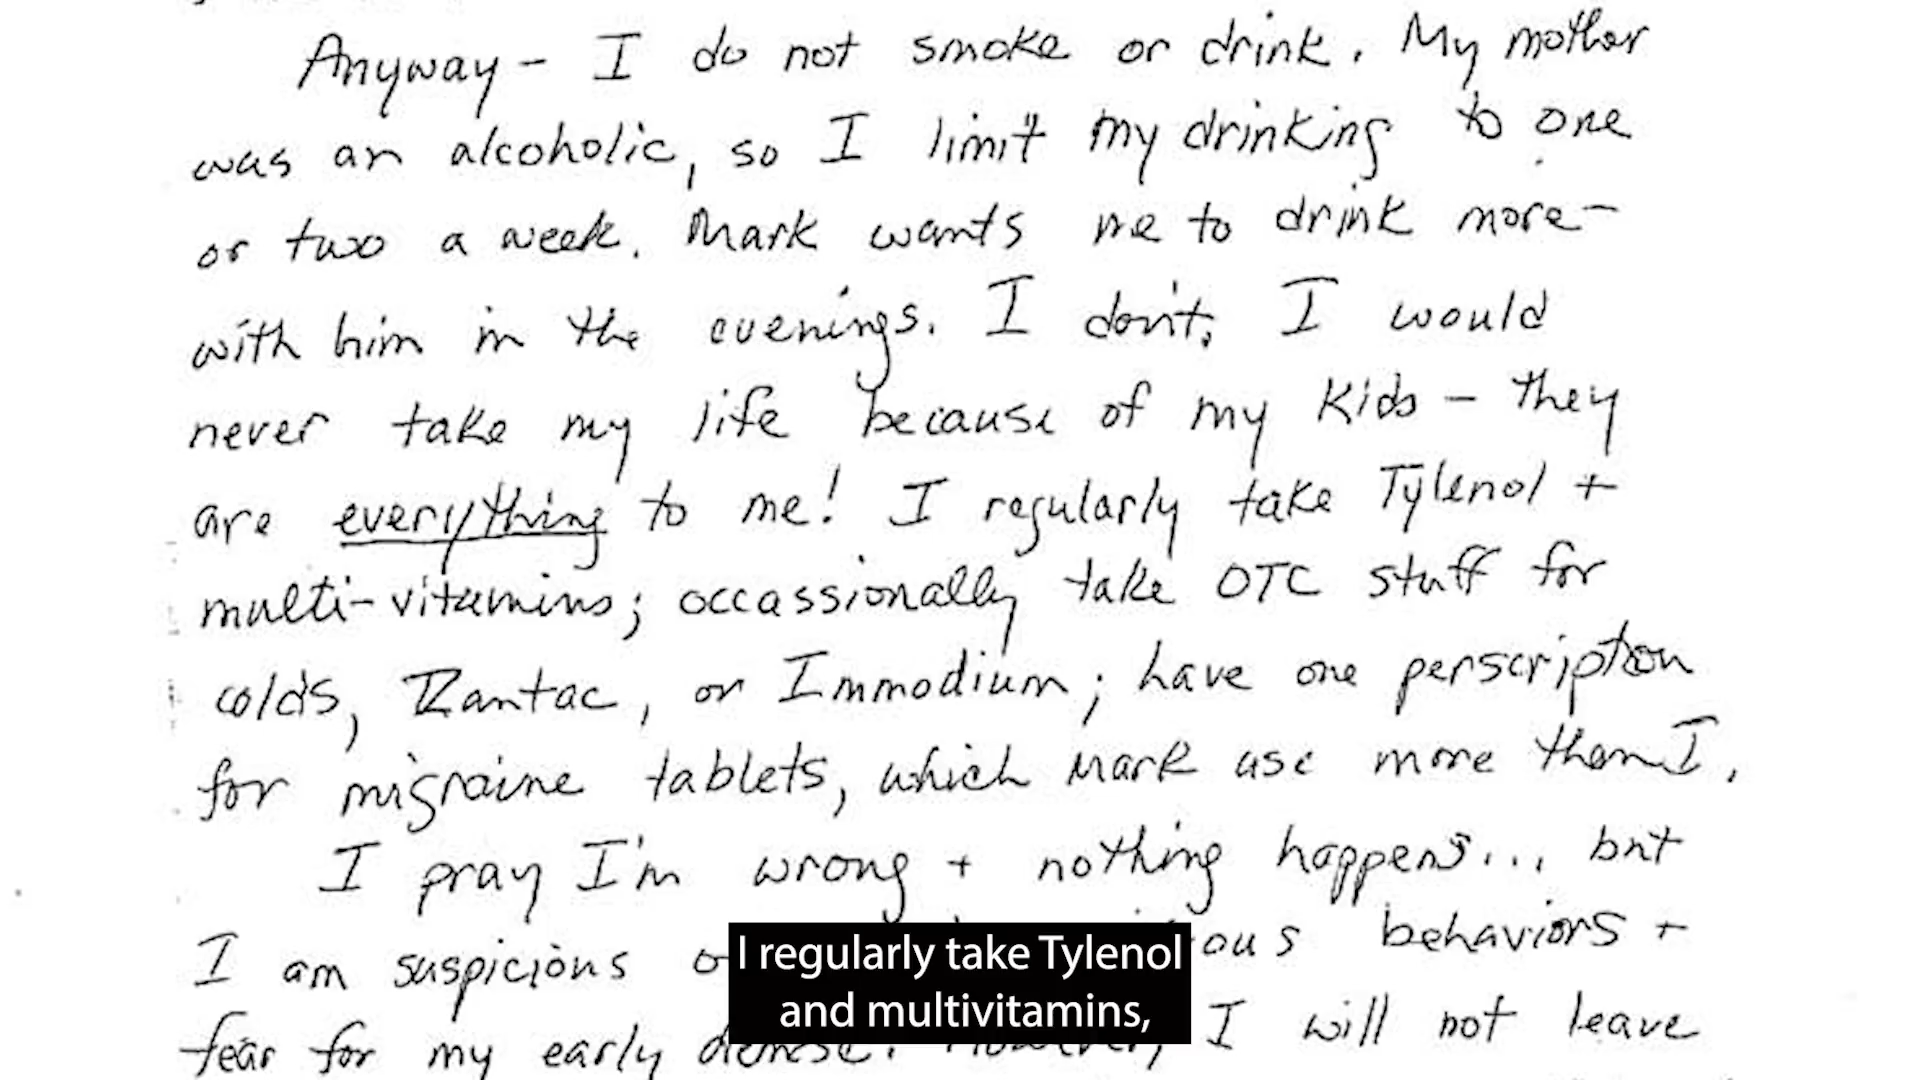 Anyway - I do not smoke or drink. My mother
was an alcoholic, so I limit my drinking to one
or two a week. Mark wants me to drink more-
with him in the evenings. I don't. I would
never take my life because of my kids - they
are everything to me! I regularly take Tylenol +
multi-vitamins; occassionally take OTC stuff for
colds, Zantac, or Immodium; have one perscription
for migraine tablets, which Mark use more than I.
I pray I'm wrong + nothing happens... but
I am suspicious behaviors +
fear for my early demise. However, I will not leave
I regularly take Tylenol
and multivitamins,